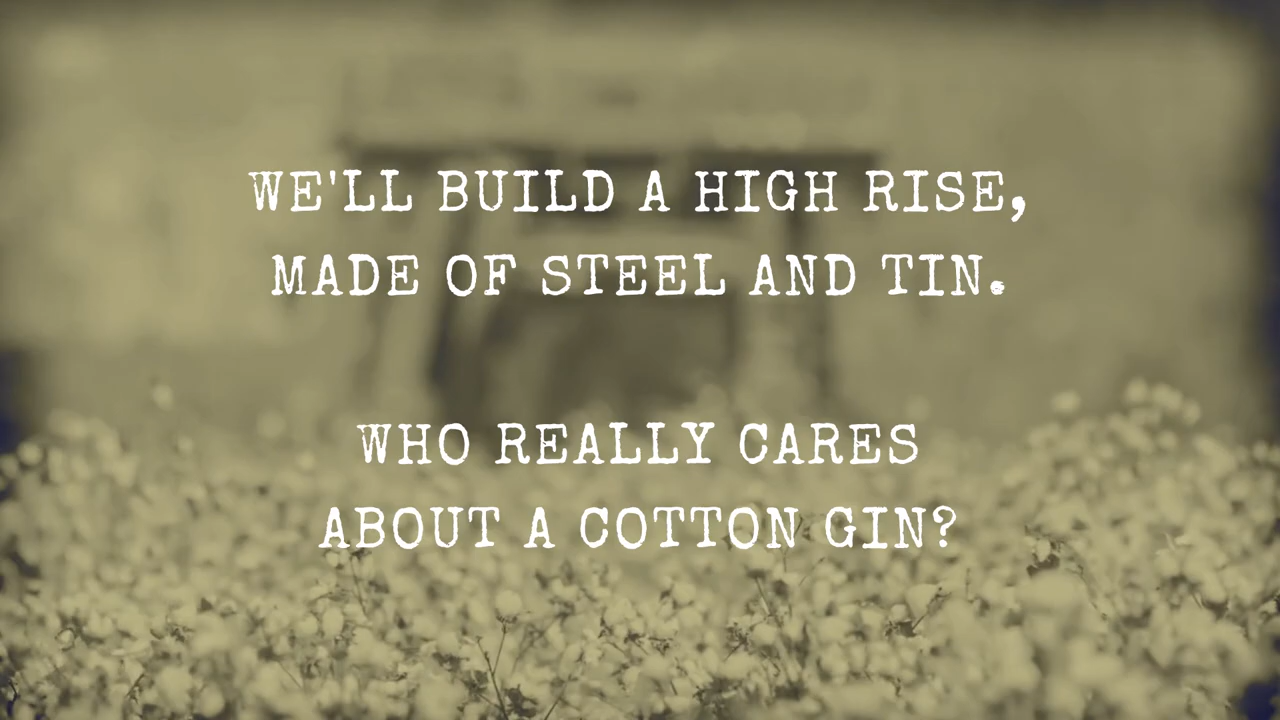 WE'LL BUILD A HIGH RISE,
MADE OF STEEL AND TIN.
WHO REALLY CARES
ABOUT A COTTON GIN?